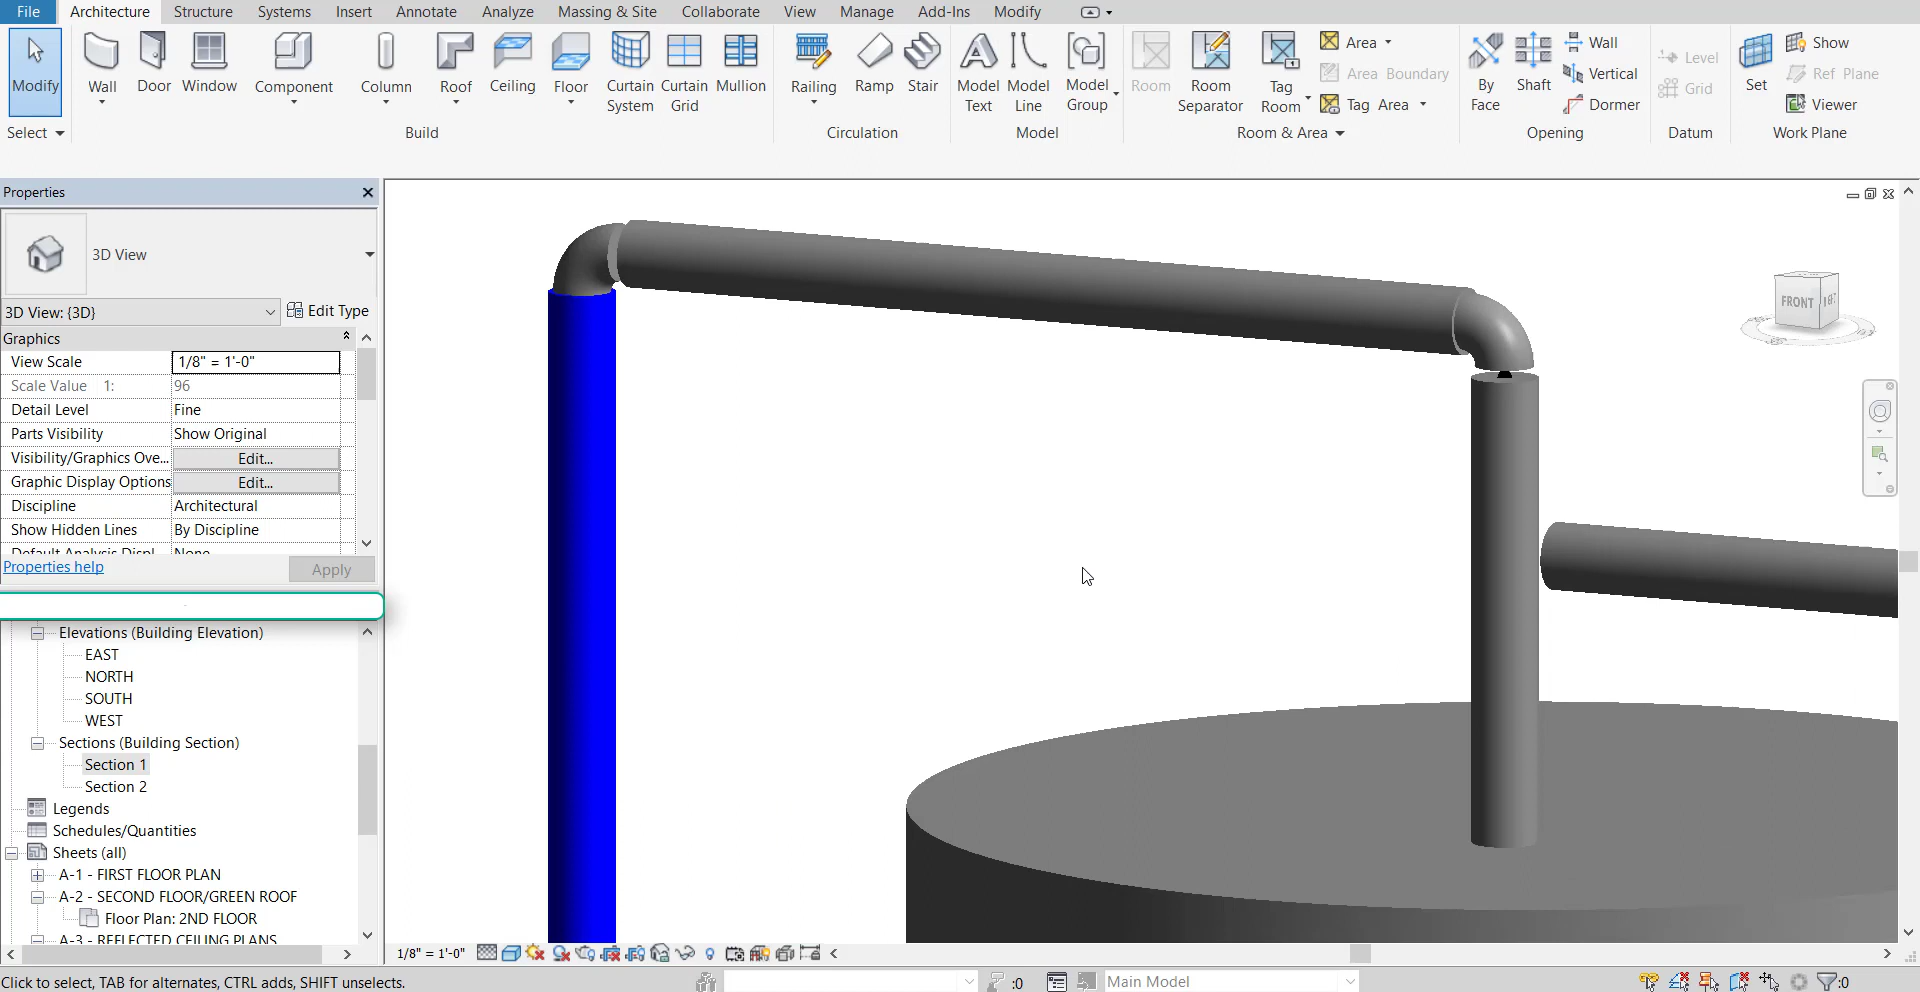 File Architecture Structure Systems Insert Annotate Analyze Massing & Site Collaborate View Manage Add-Ins Modify
Modify
Wall
Door
Window
Component
Column
Roof
Ceiling
Floor
Curtain System
Curtain Grid
Mullion
Railing
Ramp
Stair
Model Text
Model Line
Model Group
Room
Room Separator
Tag Room
Area
Area Boundary
Tag Area
By Face
Shaft
Wall
Vertical
Dormer
Level
Grid
Set
Show
Ref Plane
Viewer
Select Build Circulation Model Room & Area Opening Datum Work Plane
Properties
3D View
3D View: {3D} Edit Type
Graphics
View Scale 1/8" = 1'-0"
Scale Value 1: 96
Detail Level Fine
Parts Visibility Show Original
Visibility/Graphics Ove... Edit...
Graphic Display Options Edit...
Discipline Architectural
Show Hidden Lines By Discipline
Default Analysis Displ... None
Properties help Apply
Elevations (Building Elevation)
EAST
NORTH
SOUTH
WEST
Sections (Building Section)
Section 1
Section 2
Legends
Schedules/Quantities
Sheets (all)
A-1 - FIRST FLOOR PLAN
A-2 - SECOND FLOOR/GREEN ROOF
Floor Plan: 2ND FLOOR
A-3 - REFLECTED CEILING PLANS
FRONT
1/8" = 1'-0"
Click to select, TAB for alternates, CTRL adds, SHIFT unselects.
:0
Main Model
:0